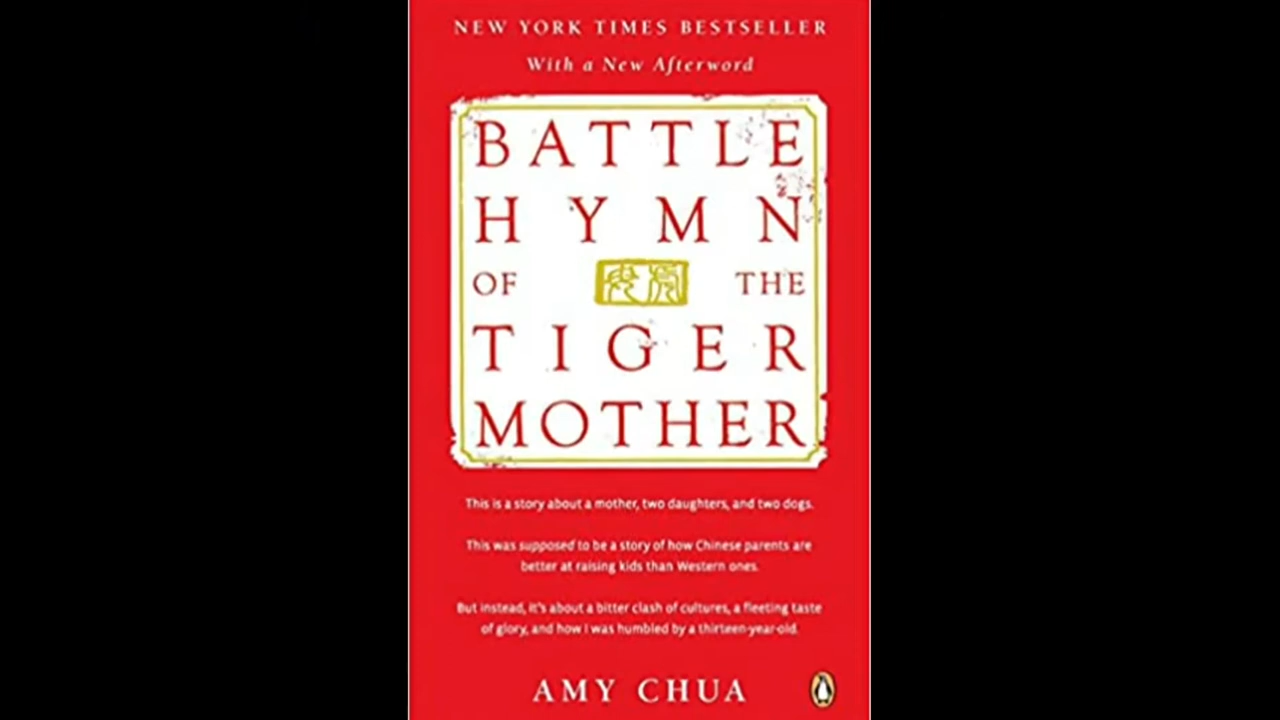 NEW YORK TIMES BESTSELLER
With a New Afterword
BATTLE
HYMN
OF THE
TIGER
MOTHER
This is a story about a mother, two daughters, and two dogs.
This was supposed to be a story of how Chinese parents are
better at raising kids than Western ones.
But instead, it's about a bitter clash of cultures, a fleeting taste
of glory, and how I was humbled by a thirteen-year-old.
AMY CHUA